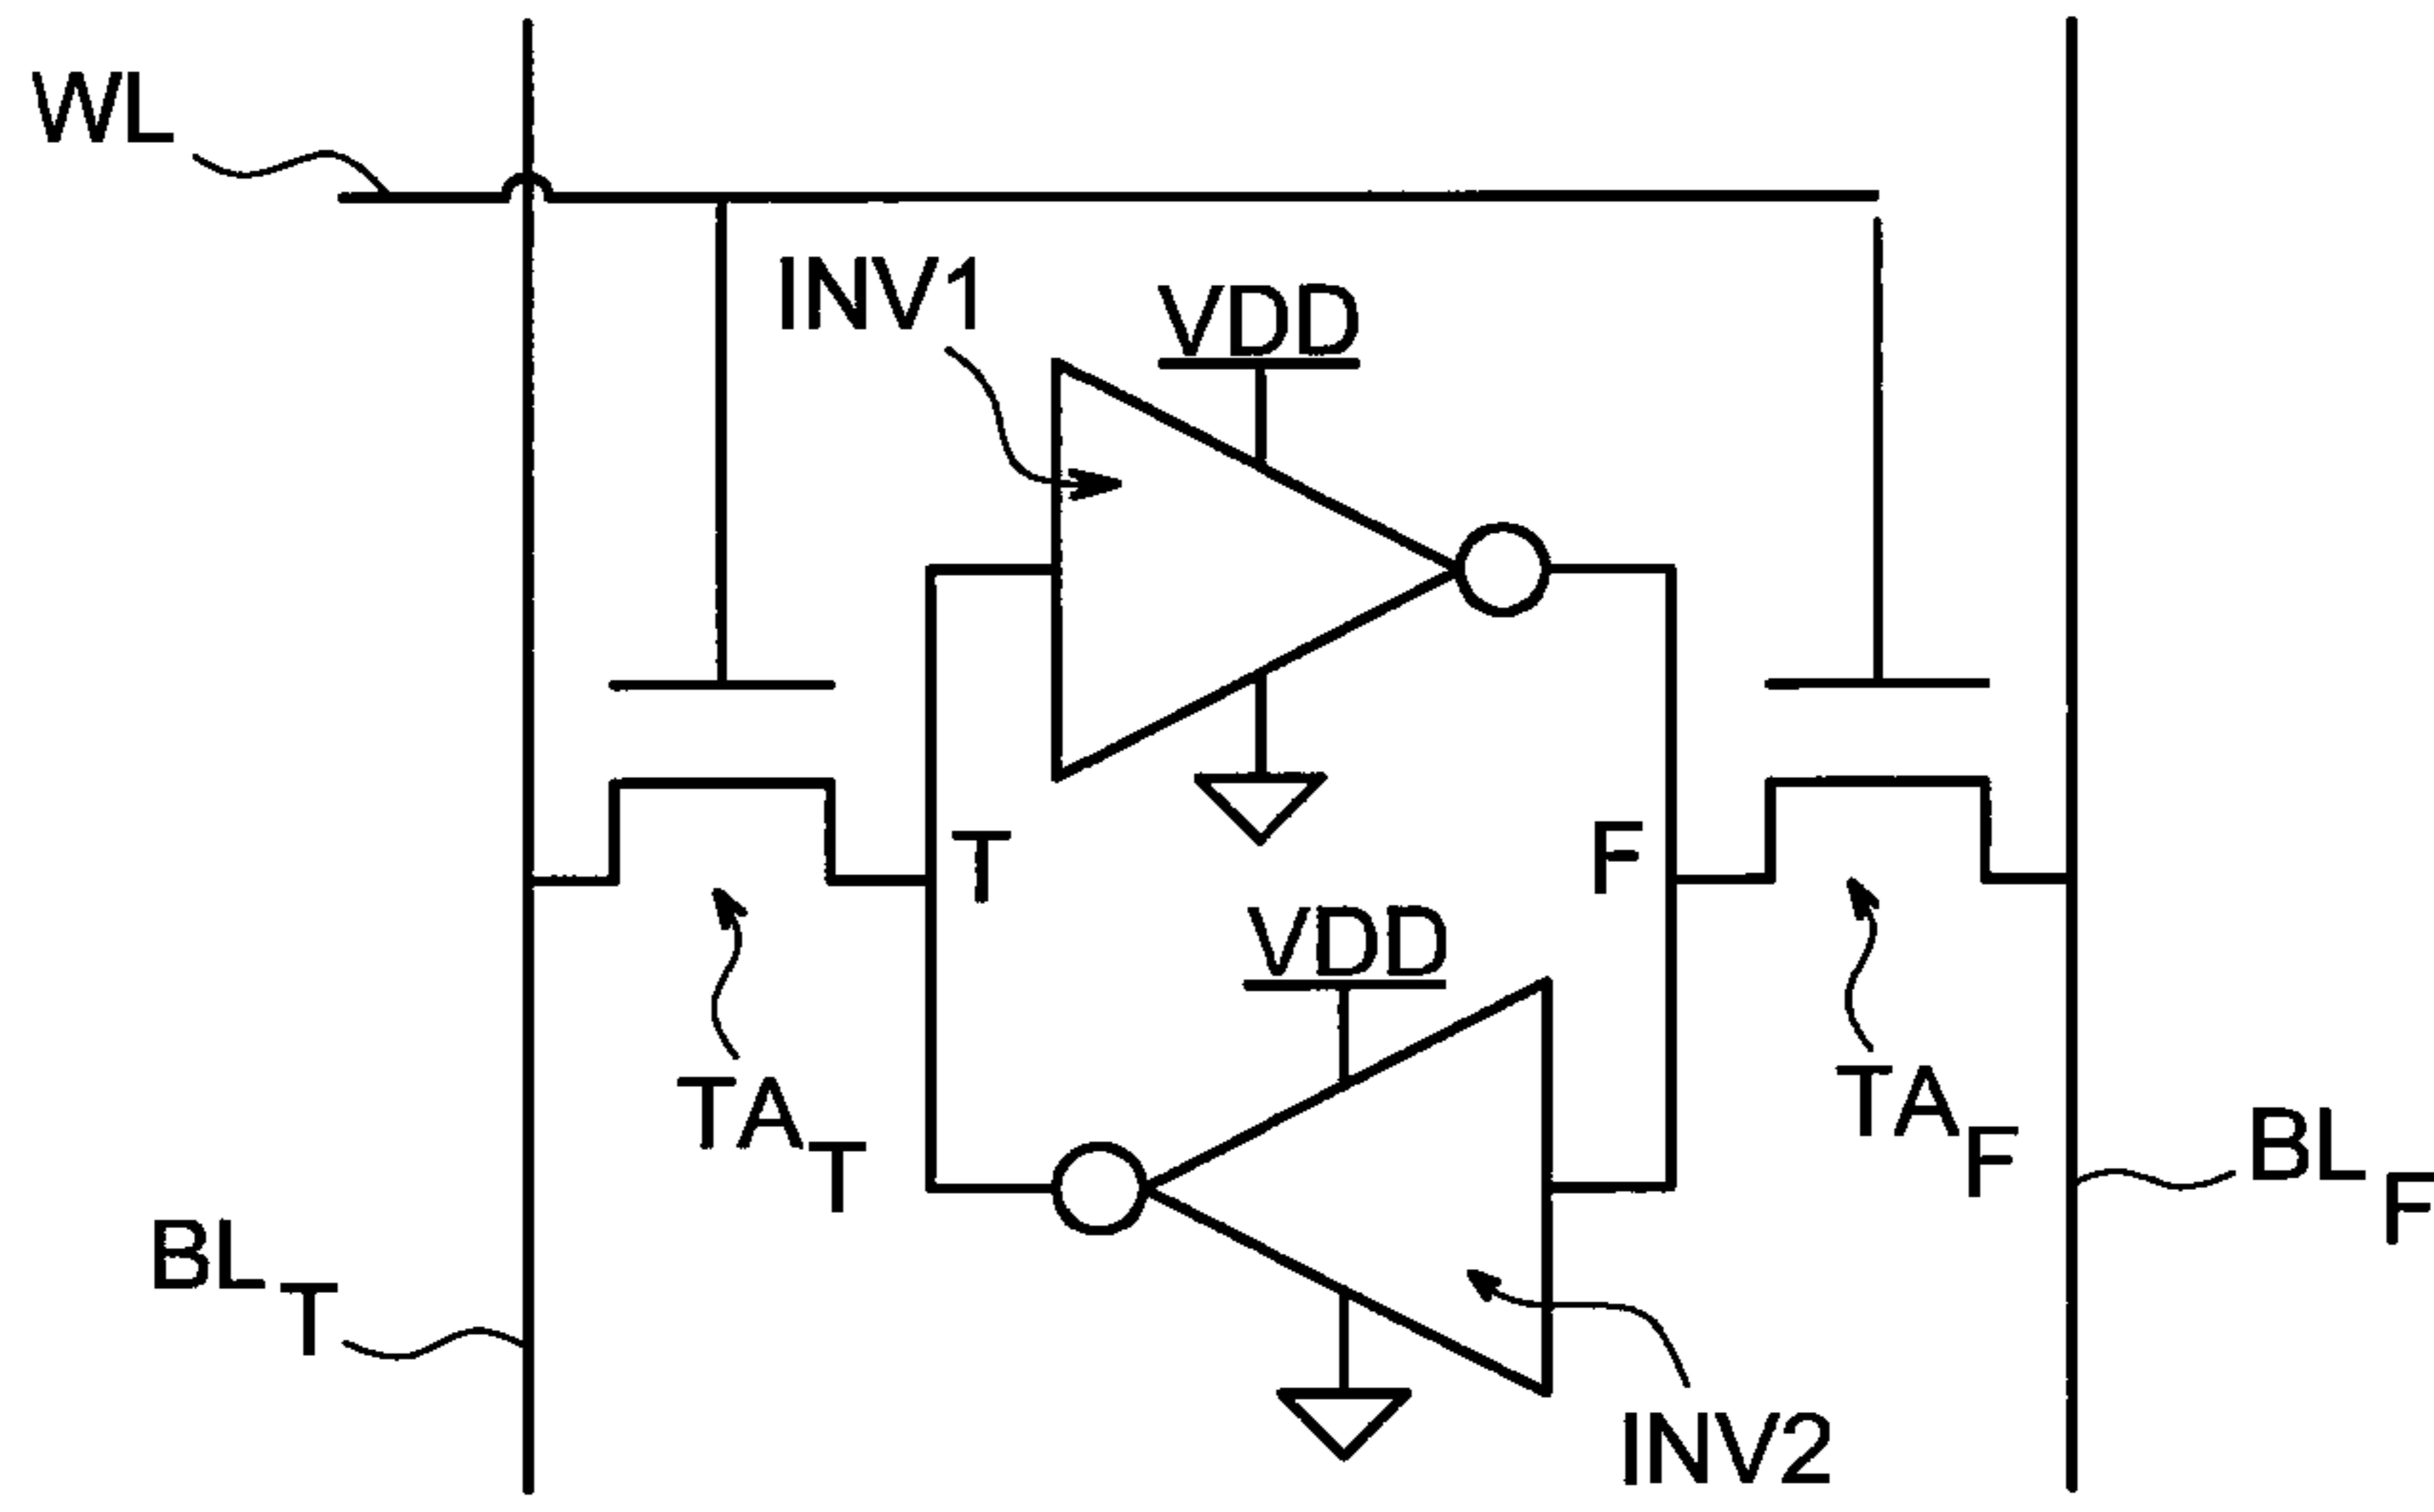 WL
INV1
VDD
T
F
VDD
TA T
TA F
BL F
BL T
INV2